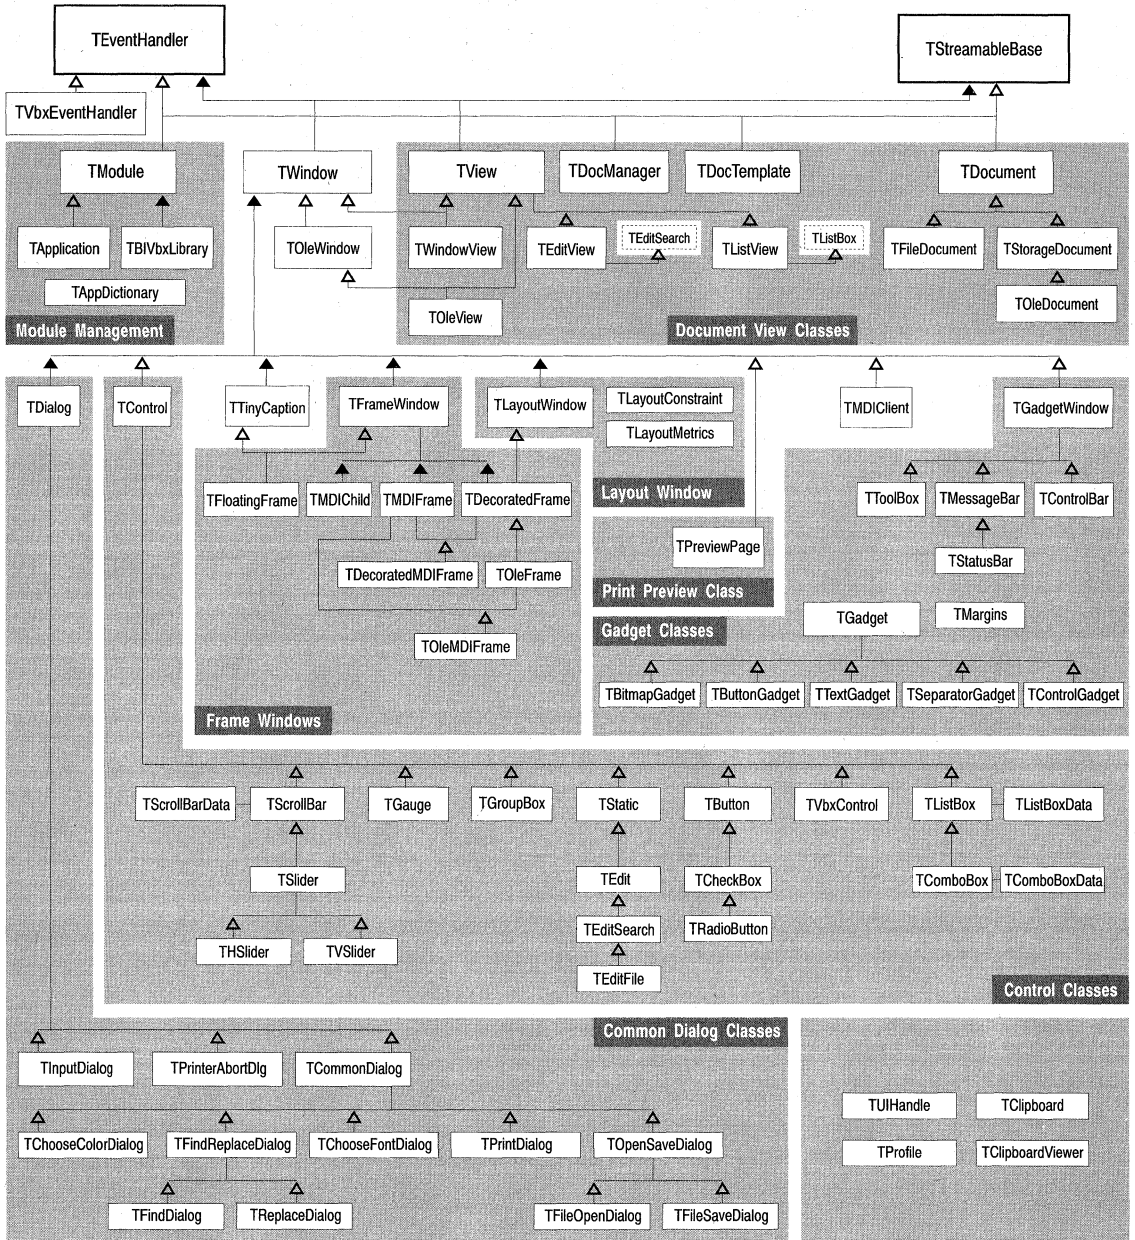 TEventHandler
TStreamableBase
TVbxEventHandler
TModule
TWindow
TView
TDocManager
TDocTemplate
TDocument
TApplication
TBIVbxLibrary
TOleWindow
TWindowView
TEditView
TEditSearch
TListView
TListBox
TFileDocument
TStorageDocument
TAppDictionary
TOleView
TOleDocument
Module Management
Document View Classes
TDialog
TControl
TTinyCaption
TFrameWindow
TLayoutWindow
TLayoutConstraint
TMDIClient
TGadgetWindow
TLayoutMetrics
TFloatingFrame
TMDIChild
TMDIFrame
TDecoratedFrame
Layout Window
TToolBox
TMessageBar
TControlBar
TPreviewPage
TDecoratedMDIFrame
TOleFrame
TStatusBar
Print Preview Class
TGadget
TMargins
Gadget Classes
TOleMDIFrame
TBitmapGadget
TButtonGadget
TTextGadget
TSeparatorGadget
TControlGadget
Frame Windows
TScrollBarData
TScrollBar
TGauge
TGroupBox
TStatic
TButton
TVbxControl
TListBox
TListBoxData
TSlider
TEdit
TCheckBox
TComboBox
TComboBoxData
THSlider
TVSlider
TEditSearch
TRadioButton
TEditFile
Control Classes
Common Dialog Classes
TInputDialog
TPrinterAbortDlg
TCommonDialog
TUIHandle
TClipboard
TChooseColorDialog
TFindReplaceDialog
TChooseFontDialog
TPrintDialog
TOpenSaveDialog
TProfile
TClipboardViewer
TFindDialog
TReplaceDialog
TFileOpenDialog
TFileSaveDialog